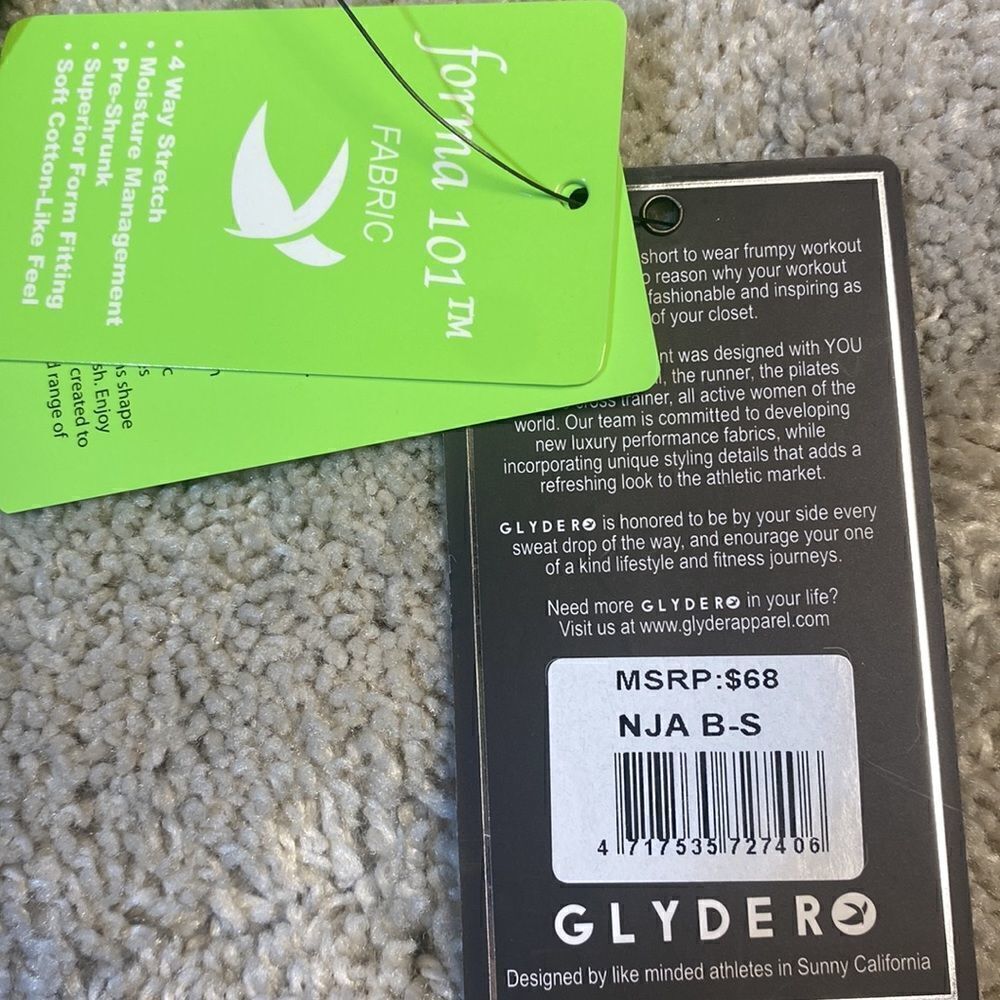 forma 101™
FABRIC
• 4 Way Stretch
• Moisture Management
• Pre-Shrunk
• Superior Form Fitting
• Soft Cotton-Like Feel
s shape
sh. Enjoy
created to
range of
short to wear frumpy workout
reason why your workout
fashionable and inspiring as
of your closet.
was designed with YOU
, the runner, the pilates
trainer, all active women of the
world. Our team is committed to developing
new luxury performance fabrics, while
incorporating unique styling details that adds a
refreshing look to the athletic market.
GLYDER is honored to be by your side every
sweat drop of the way, and enourage your one
of a kind lifestyle and fitness journeys.
Need more GLYDER in your life?
Visit us at www.glyderapparel.com
MSRP:$68
NJA B-S
4 717535 727406
GLYDER
Designed by like minded athletes in Sunny California